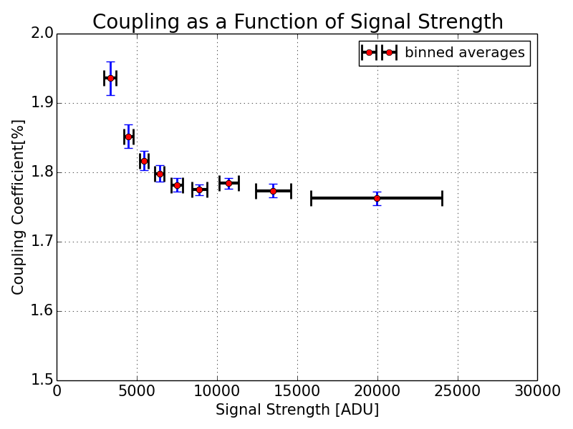 Coupling as a Function of Signal Strength
binned averages
2.0
1.9
1.8
1.7
1.6
1.5
Coupling Coefficient[%]
0 5000 10000 15000 20000 25000 30000
Signal Strength [ADU]